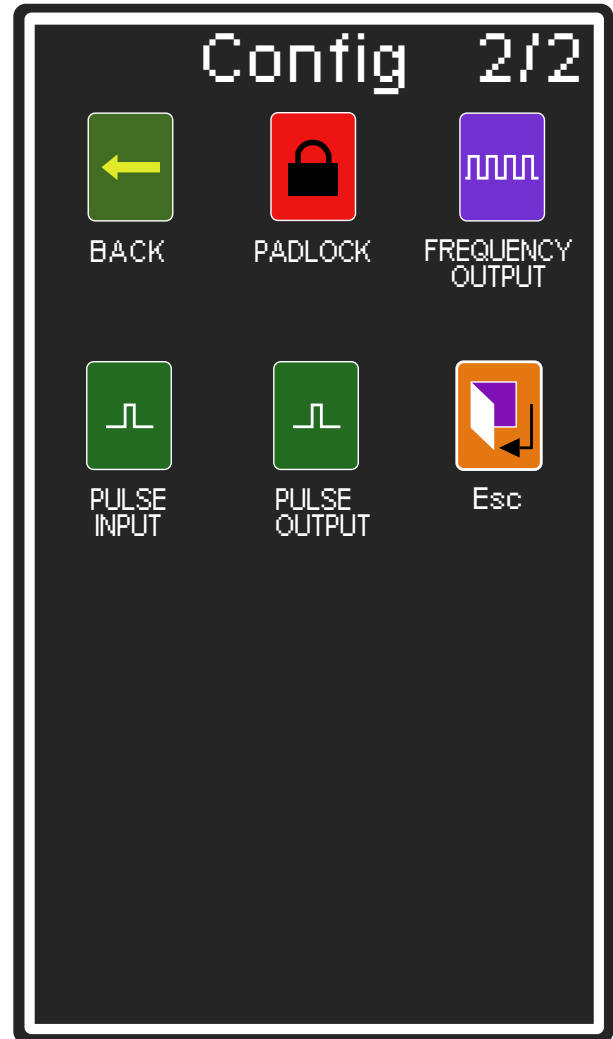 Config 2/2
BACK
PADLOCK
FREQUENCY
OUTPUT
PULSE
INPUT
PULSE
OUTPUT
Esc